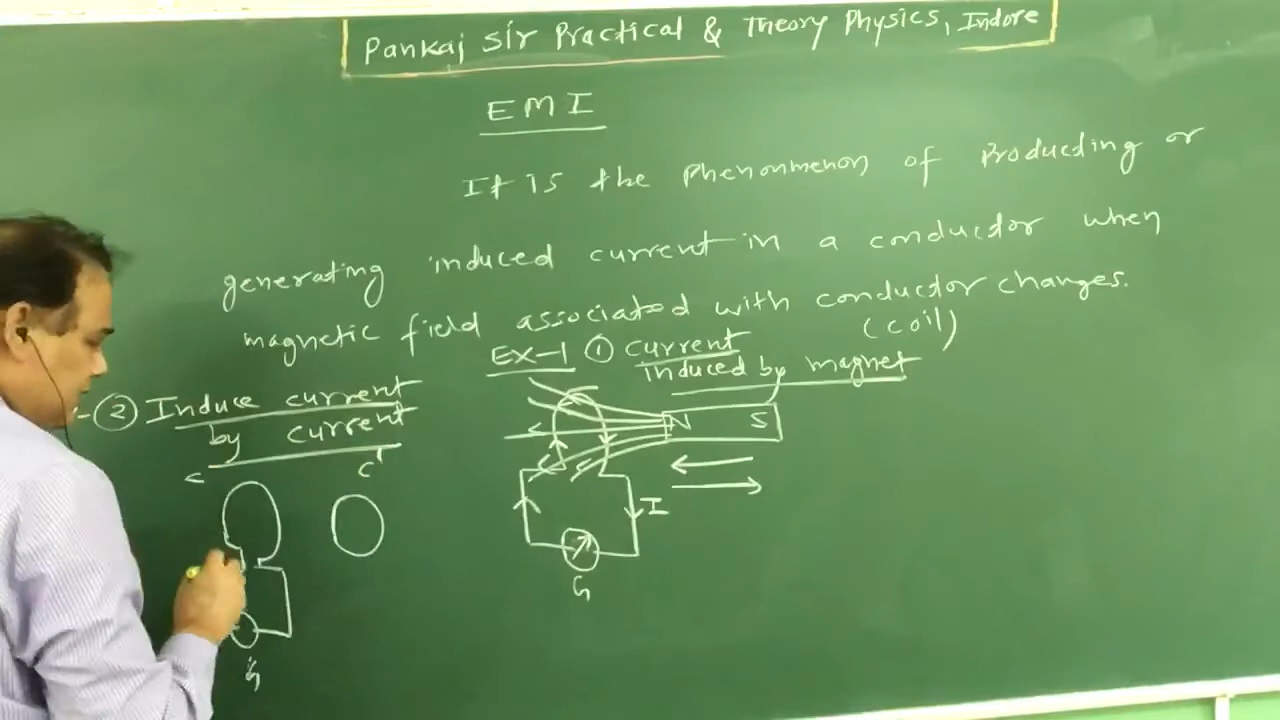 Pankaj Sir Practical & Theory Physics, Indore
EMI
It is the Phenonmenon of Producting or
generating induced current in a conductor when
magnetic field associated with conductor changes.
(coil)
EX-1 ① Current
induced by magnet
- ② Induce current
by current
C C'
N S
I
G
G